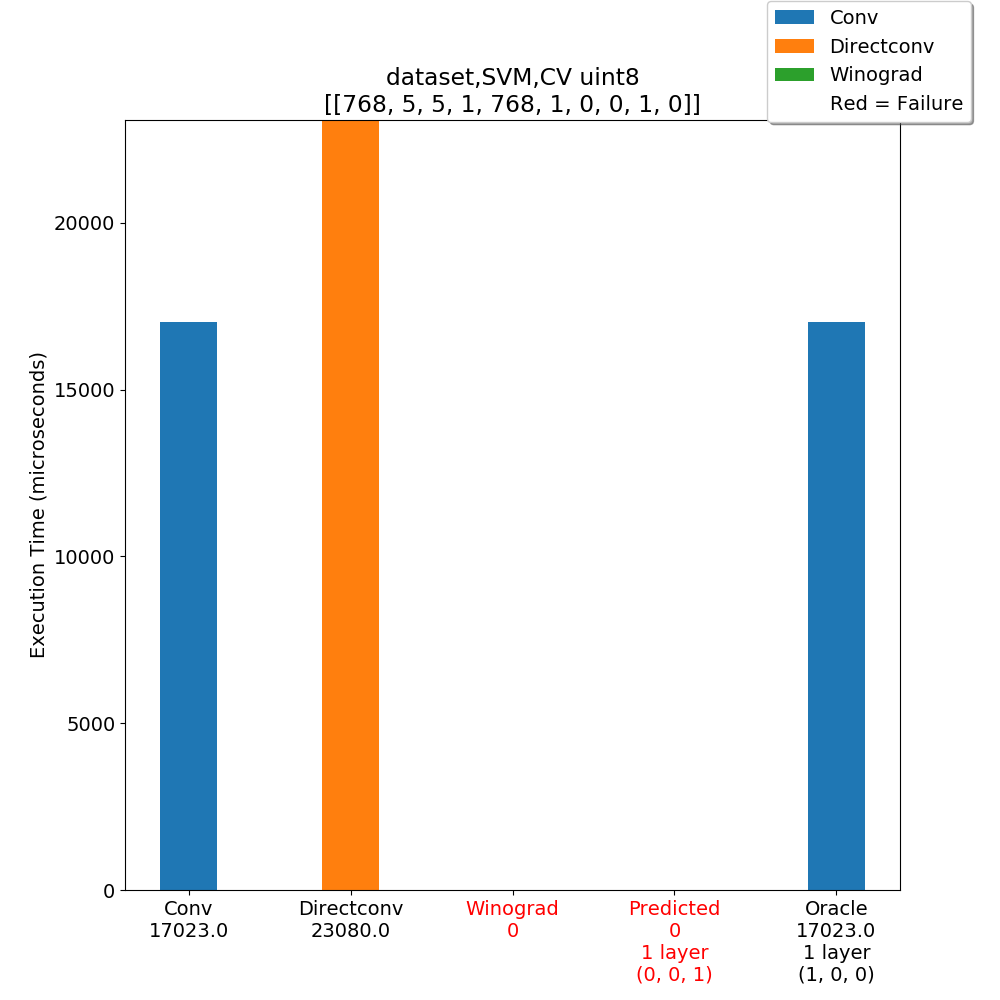 Conv
Directconv
Winograd
Red = Failure
dataset,SVM,CV uint8
[[768, 5, 5, 1, 768, 1, 0, 0, 1, 0]]
Execution Time (microseconds)
20000
15000
10000
5000
0
Conv
17023.0
Directconv
23080.0
Winograd
0
Predicted
0
1 layer
(0, 0, 1)
Oracle
17023.0
1 layer
(1, 0, 0)